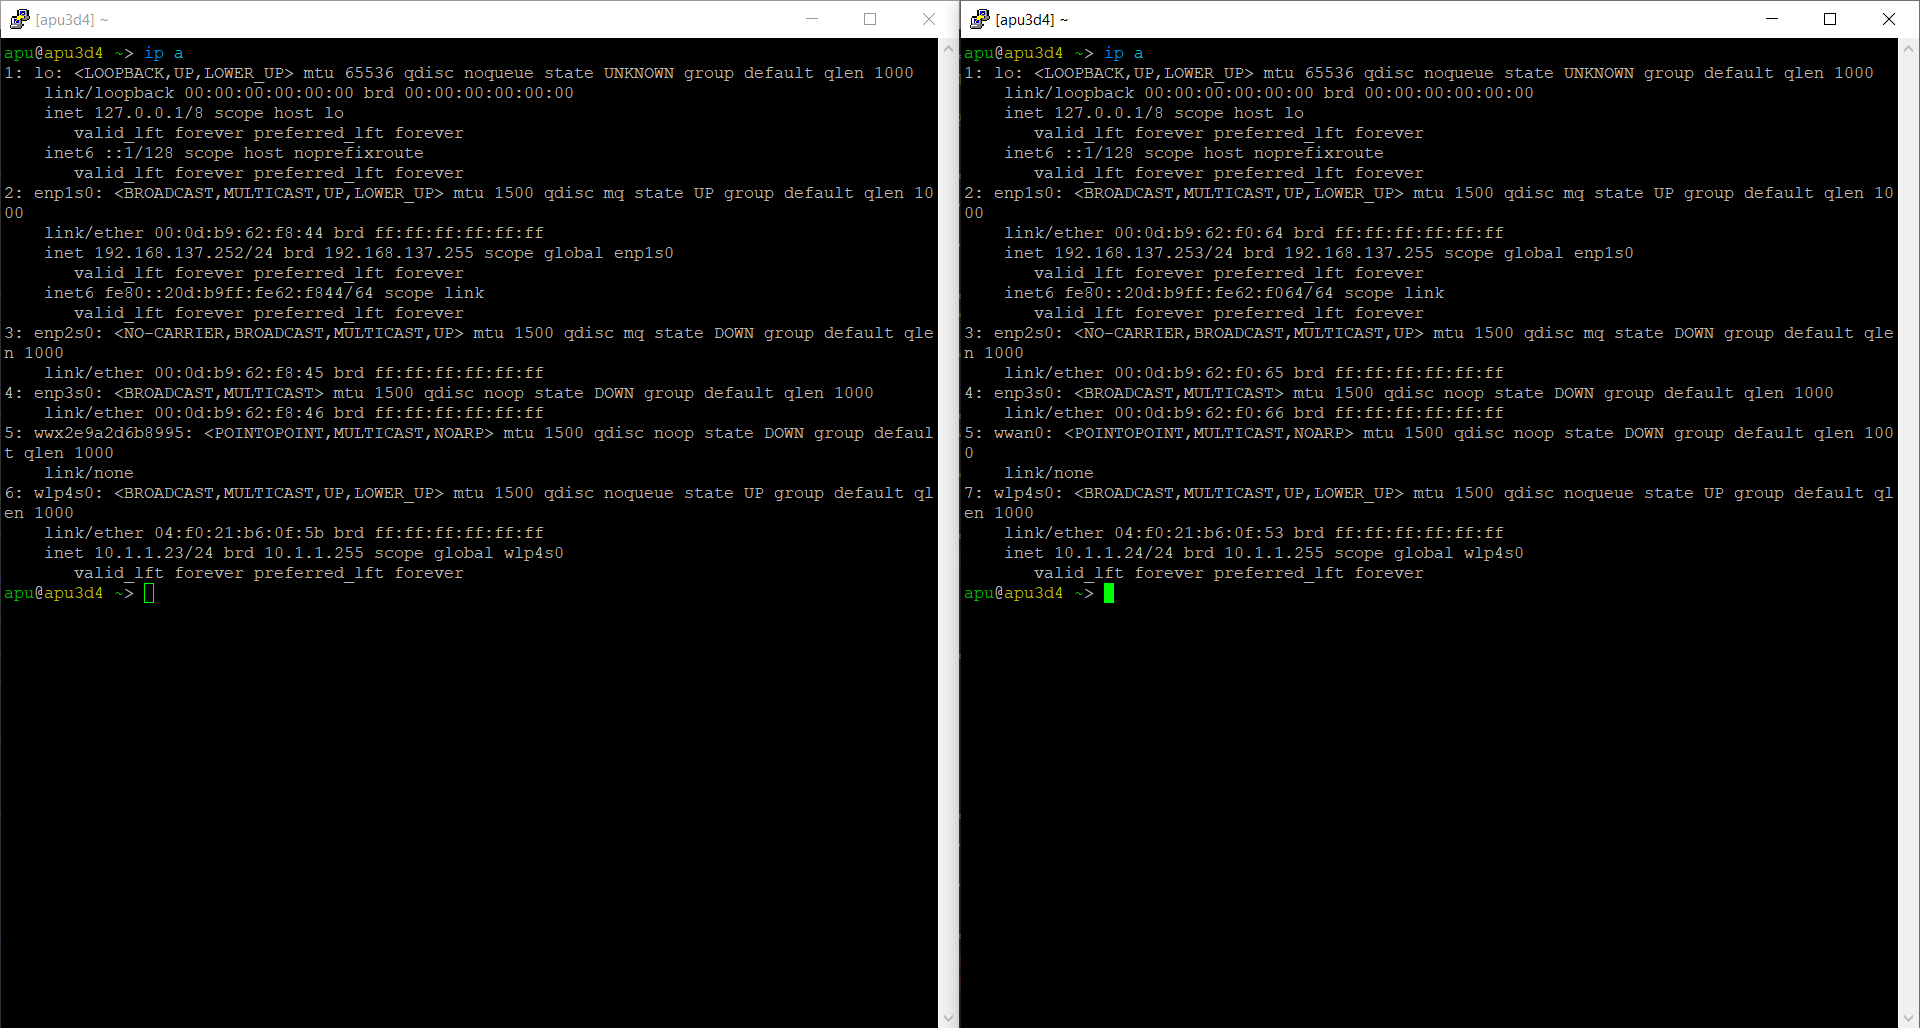 [apu3d4] ~
apu@apu3d4 ~> ip a
1: lo: <LOOPBACK,UP,LOWER_UP> mtu 65536 qdisc noqueue state UNKNOWN group default qlen 1000
    link/loopback 00:00:00:00:00:00 brd 00:00:00:00:00:00
    inet 127.0.0.1/8 scope host lo
       valid_lft forever preferred_lft forever
    inet6 ::1/128 scope host noprefixroute
       valid_lft forever preferred_lft forever
2: enp1s0: <BROADCAST,MULTICAST,UP,LOWER_UP> mtu 1500 qdisc mq state UP group default qlen 10
00
    link/ether 00:0d:b9:62:f8:44 brd ff:ff:ff:ff:ff:ff
    inet 192.168.137.252/24 brd 192.168.137.255 scope global enp1s0
       valid_lft forever preferred_lft forever
    inet6 fe80::20d:b9ff:fe62:f844/64 scope link
       valid_lft forever preferred_lft forever
3: enp2s0: <NO-CARRIER,BROADCAST,MULTICAST,UP> mtu 1500 qdisc mq state DOWN group default qle
n 1000
    link/ether 00:0d:b9:62:f8:45 brd ff:ff:ff:ff:ff:ff
4: enp3s0: <BROADCAST,MULTICAST> mtu 1500 qdisc noop state DOWN group default qlen 1000
    link/ether 00:0d:b9:62:f8:46 brd ff:ff:ff:ff:ff:ff
5: wwx2e9a2d6b8995: <POINTOPOINT,MULTICAST,NOARP> mtu 1500 qdisc noop state DOWN group defaul
t qlen 1000
    link/none
6: wlp4s0: <BROADCAST,MULTICAST,UP,LOWER_UP> mtu 1500 qdisc noqueue state UP group default ql
en 1000
    link/ether 04:f0:21:b6:0f:5b brd ff:ff:ff:ff:ff:ff
    inet 10.1.1.23/24 brd 10.1.1.255 scope global wlp4s0
       valid_lft forever preferred_lft forever
apu@apu3d4 ~>
[apu3d4] ~
apu@apu3d4 ~> ip a
1: lo: <LOOPBACK,UP,LOWER_UP> mtu 65536 qdisc noqueue state UNKNOWN group default qlen 1000
    link/loopback 00:00:00:00:00:00 brd 00:00:00:00:00:00
    inet 127.0.0.1/8 scope host lo
       valid_lft forever preferred_lft forever
    inet6 ::1/128 scope host noprefixroute
       valid_lft forever preferred_lft forever
2: enp1s0: <BROADCAST,MULTICAST,UP,LOWER_UP> mtu 1500 qdisc mq state UP group default qlen 10
00
    link/ether 00:0d:b9:62:f0:64 brd ff:ff:ff:ff:ff:ff
    inet 192.168.137.253/24 brd 192.168.137.255 scope global enp1s0
       valid_lft forever preferred_lft forever
    inet6 fe80::20d:b9ff:fe62:f064/64 scope link
       valid_lft forever preferred_lft forever
3: enp2s0: <NO-CARRIER,BROADCAST,MULTICAST,UP> mtu 1500 qdisc mq state DOWN group default qle
n 1000
    link/ether 00:0d:b9:62:f0:65 brd ff:ff:ff:ff:ff:ff
4: enp3s0: <BROADCAST,MULTICAST> mtu 1500 qdisc noop state DOWN group default qlen 1000
    link/ether 00:0d:b9:62:f0:66 brd ff:ff:ff:ff:ff:ff
5: wwan0: <POINTOPOINT,MULTICAST,NOARP> mtu 1500 qdisc noop state DOWN group default qlen 100
0
    link/none
7: wlp4s0: <BROADCAST,MULTICAST,UP,LOWER_UP> mtu 1500 qdisc noqueue state UP group default ql
en 1000
    link/ether 04:f0:21:b6:0f:53 brd ff:ff:ff:ff:ff:ff
    inet 10.1.1.24/24 brd 10.1.1.255 scope global wlp4s0
       valid_lft forever preferred_lft forever
apu@apu3d4 ~>